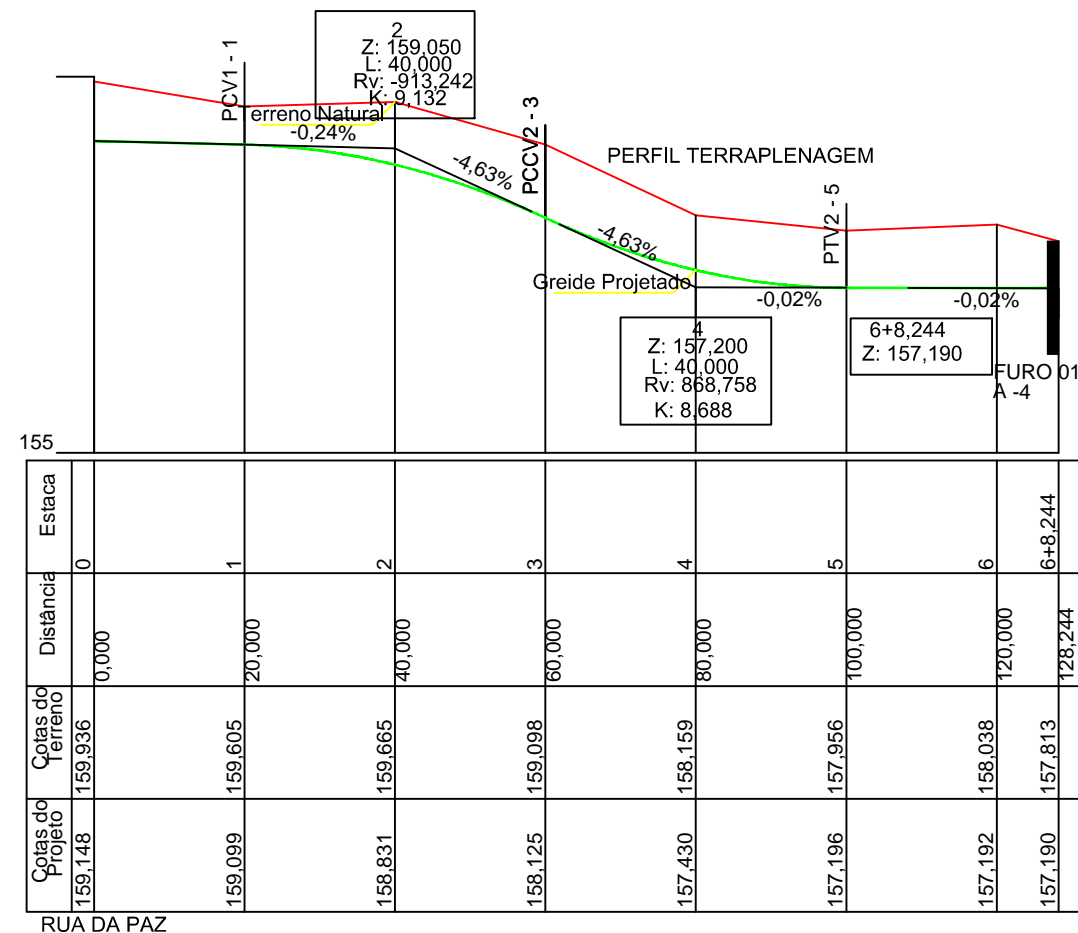 2
Z: 159,050
L: 40,000
Rv: -913,242
K: 9,132
PCV1 - 1
erreno Natural
-0,24%
-4,63%
PCCV2 - 3
PERFIL TERRAPLENAGEM
-4,63%
Greide Projetado
PTV2 - 5
-0,02%
-0,02%
4
Z: 157,200
L: 40,000
Rv: 868,758
K: 8,688
6+8,244
Z: 157,190
FURO 01
A -4
155
Estaca
0
1
2
3
4
5
6
6+8,244
Distância
0,000
20,000
40,000
60,000
80,000
100,000
120,000
128,244
Cotas do
Terreno
159,936
159,605
159,665
159,098
158,159
157,956
158,038
157,813
Cotas do
Projeto
159,148
159,099
158,831
158,125
157,430
157,196
157,192
157,190
RUA DA PAZ